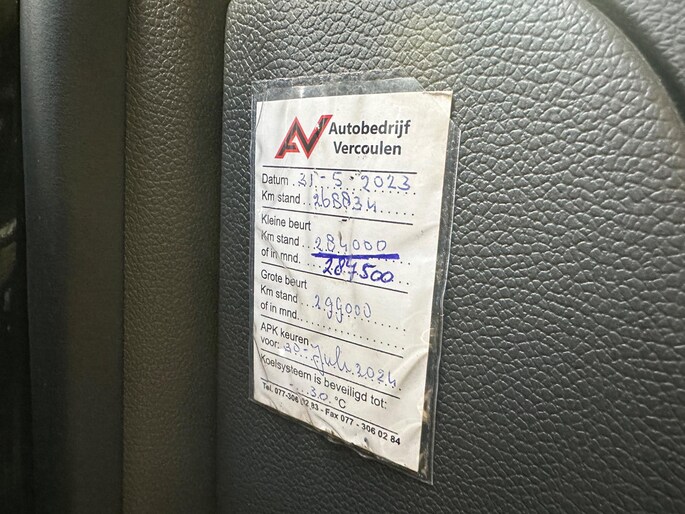 AV Autobedrijf
Vercoulen
Datum 31-5-2023
Km stand 268834
Kleine beurt
Km stand 284000
of in mnd. 287500
Grote beurt
Km stand 299000
of in mnd.
APK keuren
voor: 30-Juli 2024
Koelsysteem is beveiligd tot:
-30 °C
Tel. 077-306 02 83 - Fax 077 - 306 02 84